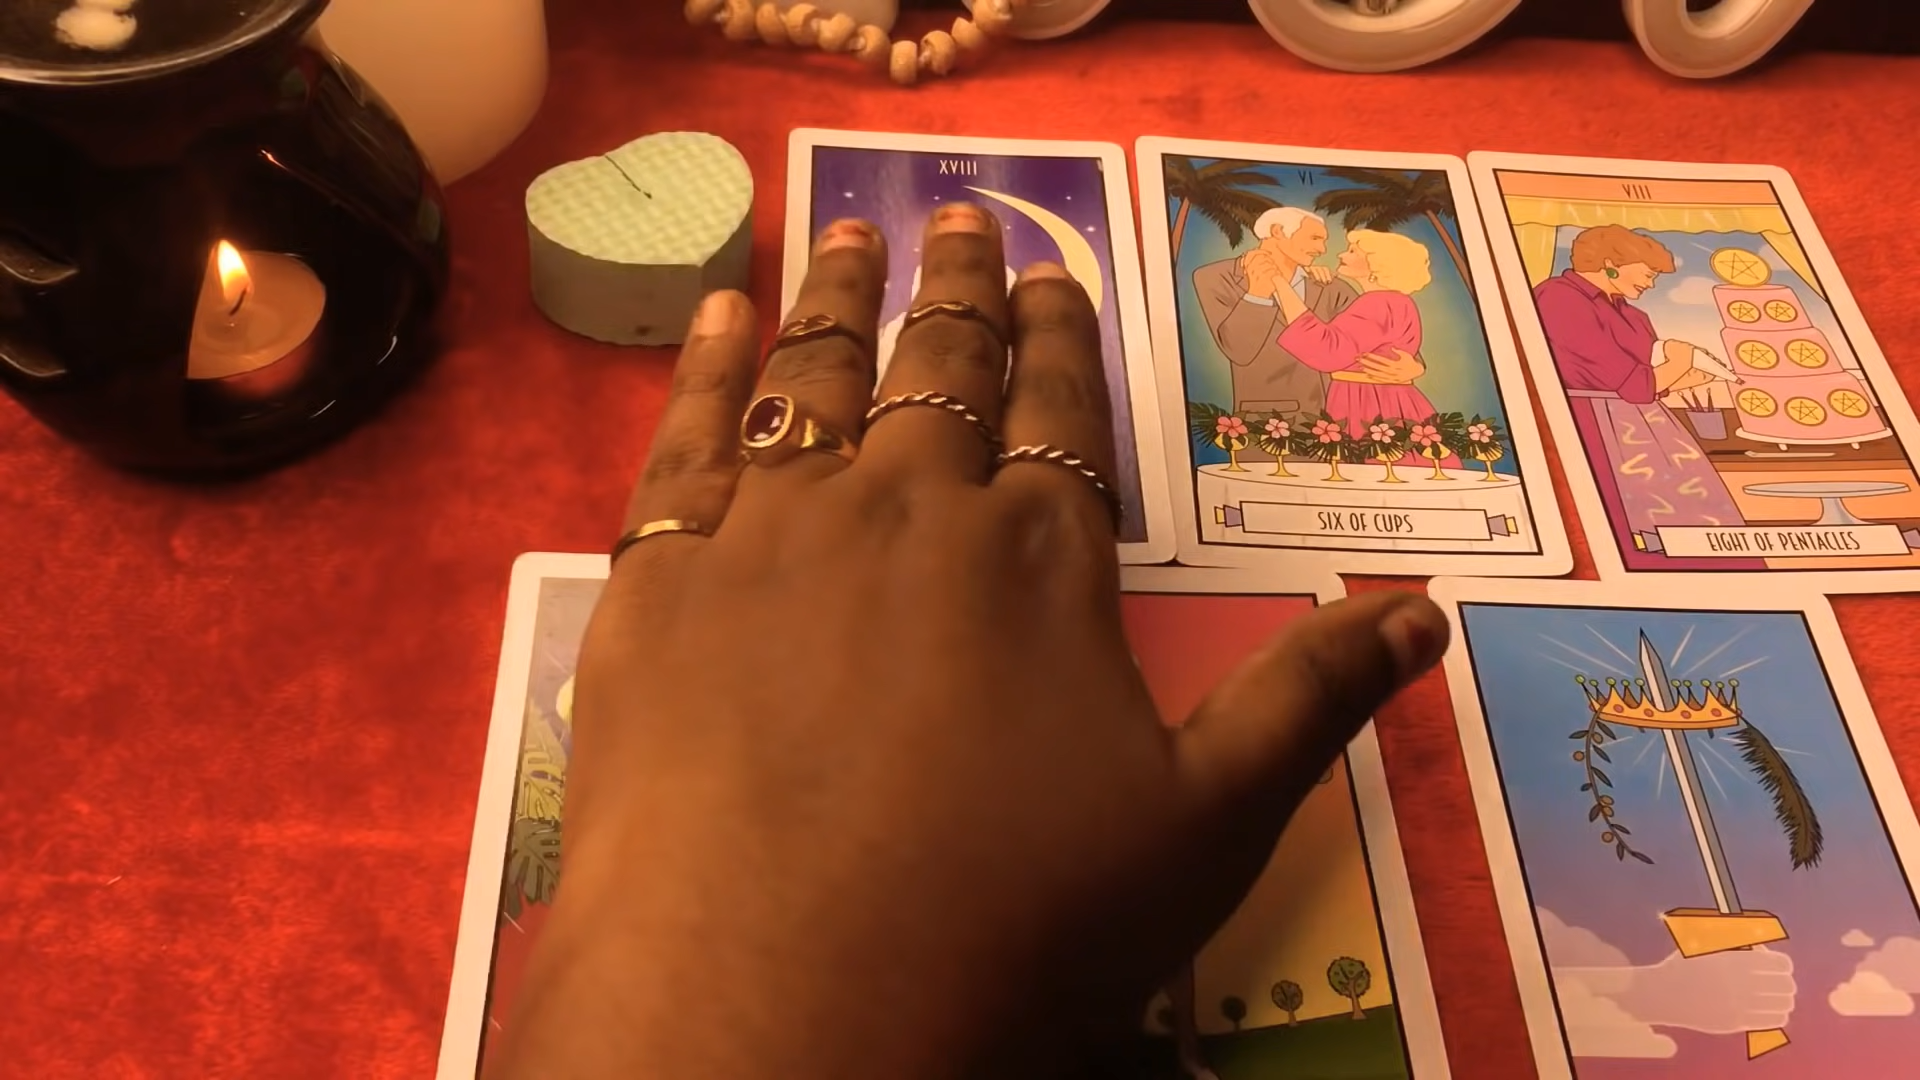 XVIII
VI
VIII
SIX OF CUPS
EIGHT OF PENTACLES